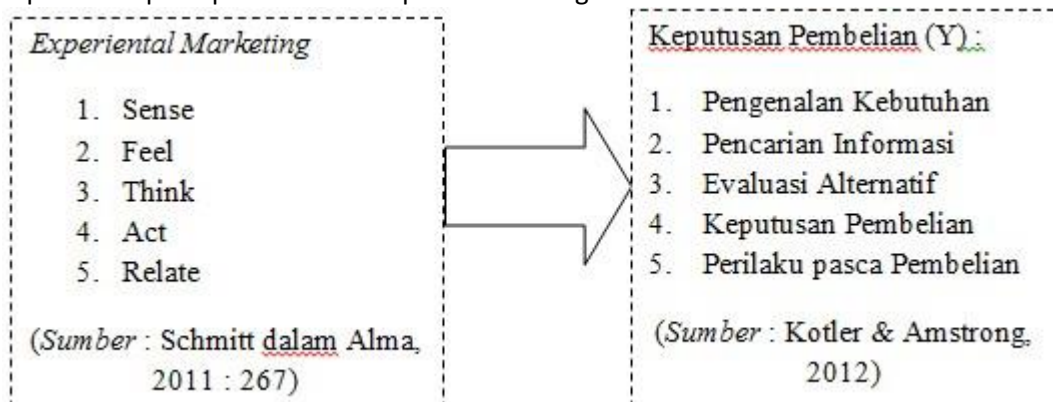 Experiental Marketing
1. Sense
2. Feel
3. Think
4. Act
5. Relate
(Sumber : Schmitt dalam Alma,
2011 : 267)
Keputusan Pembelian (Y) :
1. Pengenalan Kebutuhan
2. Pencarian Informasi
3. Evaluasi Alternatif
4. Keputusan Pembelian
5. Perilaku pasca Pembelian
(Sumber : Kotler & Amstrong,
2012)